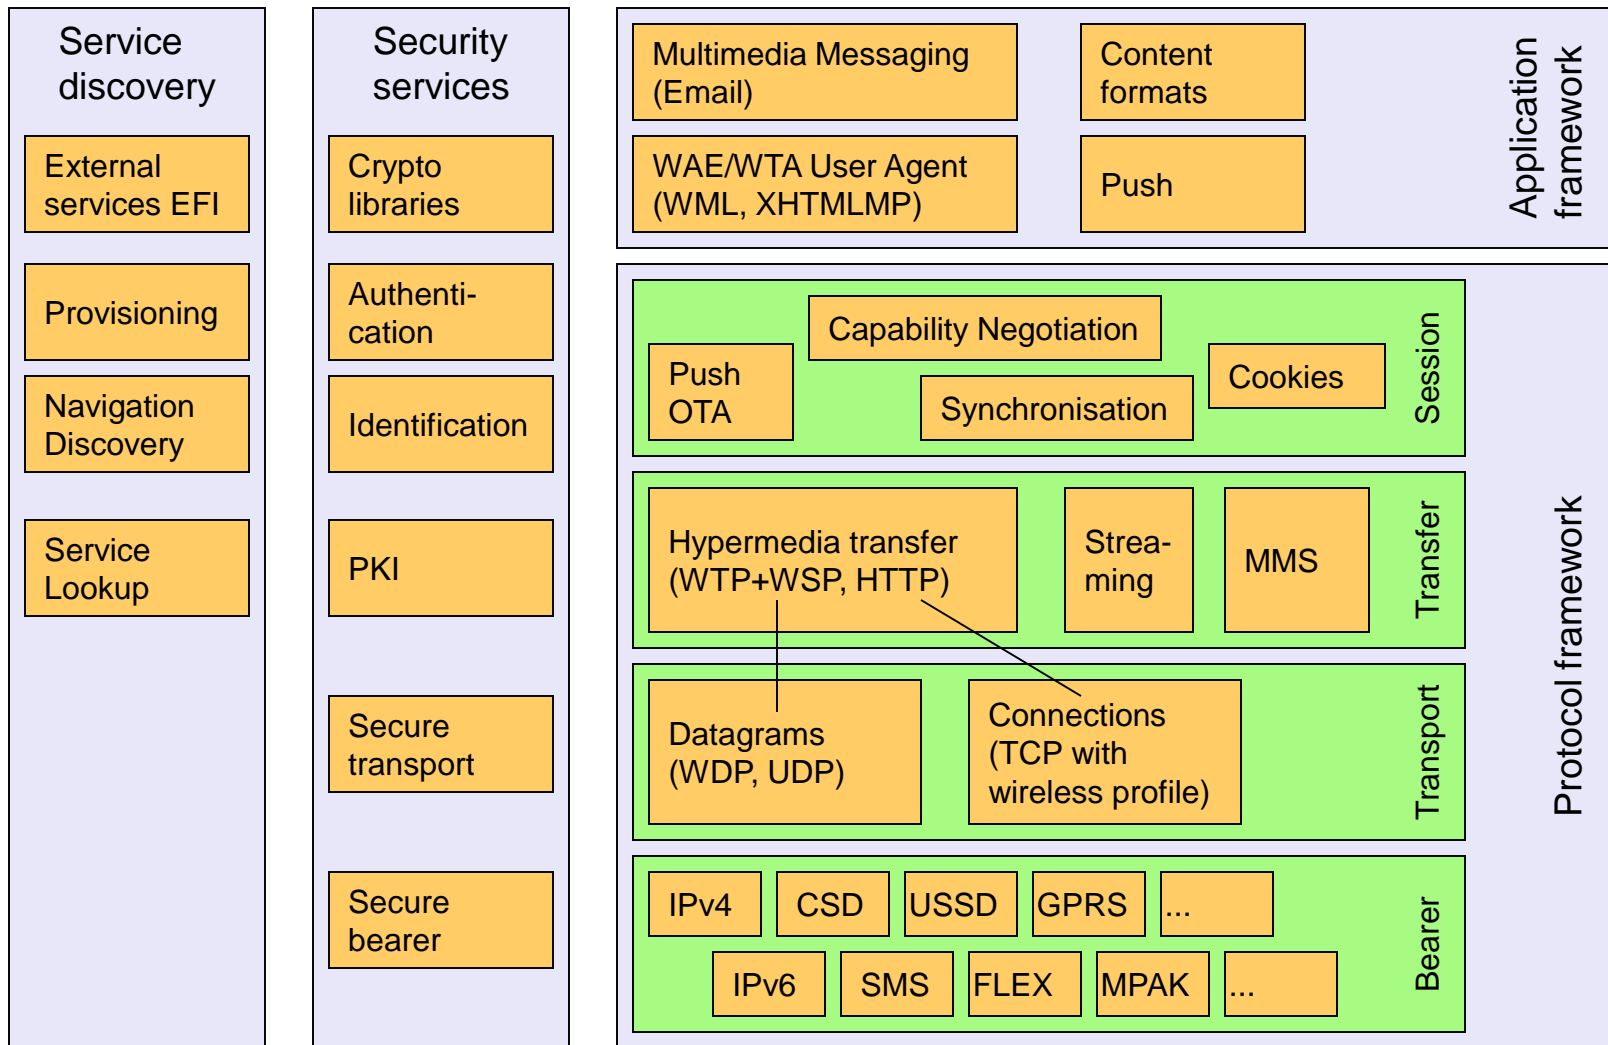 Service
discovery
External
services EFI
Provisioning
Navigation
Discovery
Service
Lookup
Security
services
Crypto
libraries
Authenti-
cation
Identification
PKI
Secure
transport
Secure
bearer
Multimedia Messaging
(Email)
Content
formats
WAE/WTA User Agent
(WML, XHTMLMP)
Push
Application
framework
Capability Negotiation
Push
OTA
Synchronisation
Cookies
Session
Hypermedia transfer
(WTP+WSP, HTTP)
Strea-
ming
MMS
Transfer
Datagrams
(WDP, UDP)
Connections
(TCP with
wireless profile)
Transport
IPv4
CSD
USSD
GPRS
...
IPv6
SMS
FLEX
MPAK
...
Bearer
Protocol framework